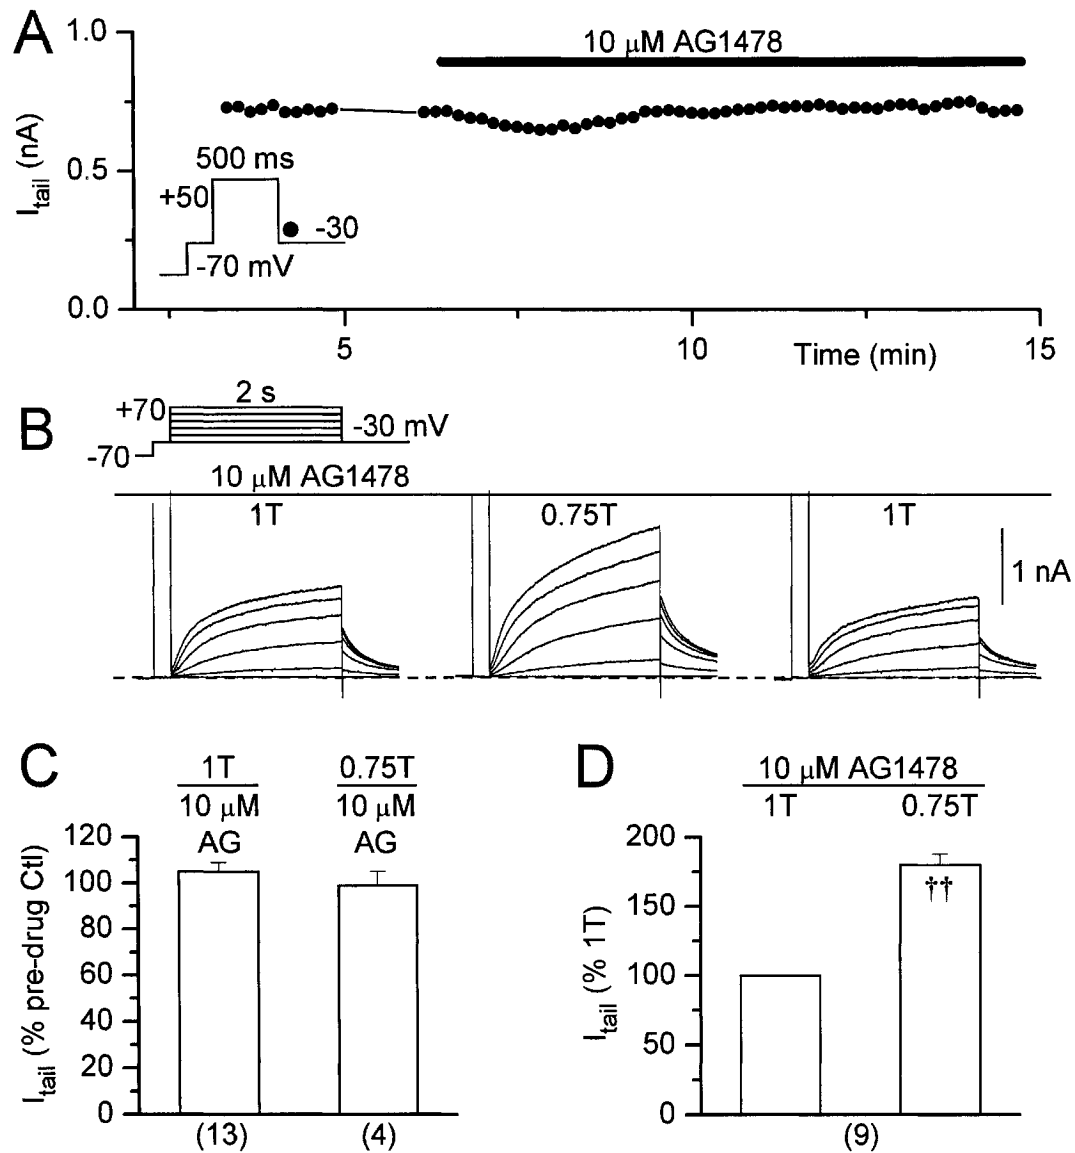 A
1.0
10 μM AG1478
0.5
0.0
Itail (nA)
500 ms
+50
-30
-70 mV
5
10
15
Time (min)
B
2 s
+70
-30 mV
-70
10 μM AG1478
1T
0.75T
1T
1 nA
C
1T
0.75T
10 μM
10 μM
AG
AG
120
100
80
60
40
20
0
Itail (% pre-drug Ctl)
(13)
(4)
D
10 μM AG1478
1T
0.75T
200
150
100
50
0
Itail (% 1T)
††
(9)